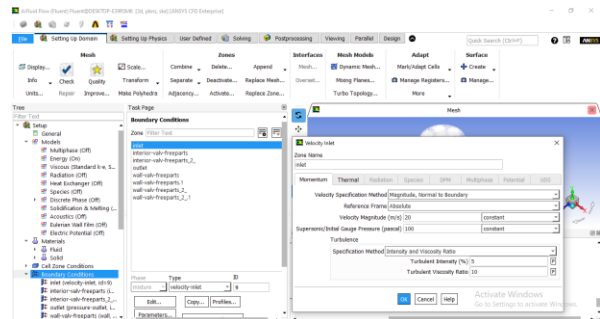 A:Fluid Flow (Fluent) Fluent@DESKTOP-E39R30K [3d, pbns, ske] [ANSYS CFD Enterprise]
File
Setting Up Domain
Setting Up Physics
User Defined
Solving
Postprocessing
Viewing
Parallel
Design
Quick Search (Ctrl+F)
ANSYS
Mesh
Zones
Interfaces
Mesh Models
Adapt
Surface
Display...
Scale...
Combine
Delete...
Append
Mesh...
Dynamic Mesh...
Mark/Adapt Cells
Create
Info
Check
Quality
Transform
Separate
Deactivate...
Replace Mesh...
Overset...
Mixing Planes...
Manage Registers...
Manage...
Units...
Repair
Improve...
Make Polyhedra
Adjacency...
Activate...
Replace Zone...
Turbo Topology...
More
Tree
Filter Text
Setup
General
Models
Multiphase (Off)
Energy (On)
Viscous (Standard k-e, S...
Radiation (Off)
Heat Exchanger (Off)
Species (Off)
Discrete Phase (Off)
Solidification & Melting (...
Acoustics (Off)
Eulerian Wall Film (Off)
Electric Potential (Off)
Materials
Fluid
Solid
Cell Zone Conditions
Boundary Conditions
inlet (velocity-inlet, id=9)
interior-valv-freeparts (i...
interior-valv-freeparts_2_...
outlet (pressure-outlet, i...
wall-valv-freeparts (wall, ...
Task Page
Boundary Conditions
Zone Filter Text
inlet
interior-valv-freeparts
interior-valv-freeparts_2_
outlet
wall-valv-freeparts
wall-valv-freeparts.1
wall-valv-freeparts_2_
wall-valv-freeparts_2_.1
Phase
Type
ID
mixture
velocity-inlet
9
Edit...
Copy...
Profiles...
Parameters...
Mesh
Velocity Inlet
Zone Name
inlet
Momentum
Thermal
Radiation
Species
DPM
Multiphase
Potential
UDS
Velocity Specification Method Magnitude, Normal to Boundary
Reference Frame Absolute
Velocity Magnitude (m/s) 20
constant
Supersonic/Initial Gauge Pressure (pascal) 100
constant
Turbulence
Specification Method Intensity and Viscosity Ratio
Turbulent Intensity (%) 5
P
Turbulent Viscosity Ratio 10
P
OK
Cancel
Help
Activate Windows
Go to Settings to activate Windows.